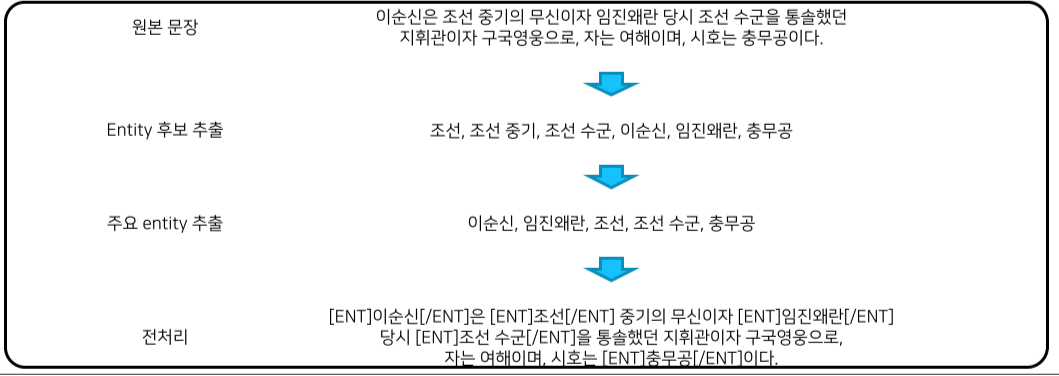 원본 문장
이순신은 조선 중기의 무신이자 임진왜란 당시 조선 수군을 통솔했던
지휘관이자 구국영웅으로, 자는 여해이며, 시호는 충무공이다.
Entity 후보 추출
조선, 조선 중기, 조선 수군, 이순신, 임진왜란, 충무공
주요 entity 추출
이순신, 임진왜란, 조선, 조선 수군, 충무공
전처리
[ENT]이순신[/ENT]은 [ENT]조선[/ENT] 중기의 무신이자 [ENT]임진왜란[/ENT]
당시 [ENT]조선 수군[/ENT]을 통솔했던 지휘관이자 구국영웅으로,
자는 여해이며, 시호는 [ENT]충무공[/ENT]이다.